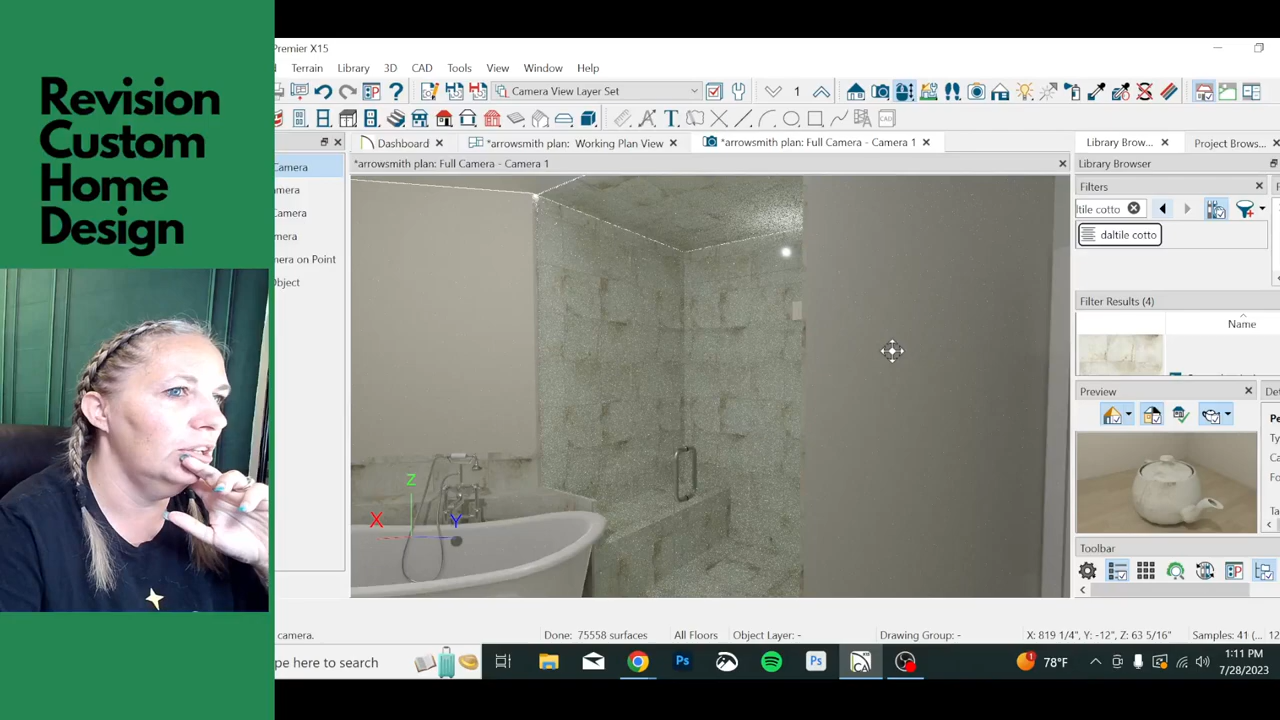 Revision
Custom
Home
Design
Premier X15
Terrain Library 3D CAD Tools View Window Help
Camera View Layer Set
1
Dashboard
*arrowsmith plan: Working Plan View
*arrowsmith plan: Full Camera - Camera 1
Library Brow...
Project Brows...
Camera
*arrowsmith plan: Full Camera - Camera 1
Library Browser
Filters
ltile cotto
daltile cotto
Filter Results (4)
Name
Preview
Toolbar
amera
Camera
mera
mera on Point
Object
Z
X
Y
camera.
Done: 75558 surfaces
All Floors
Object Layer: -
Drawing Group: -
X: 819 1/4", Y: -12", Z: 63 5/16"
Samples: 41 (
pe here to search
78°F
1:11 PM
7/28/2023